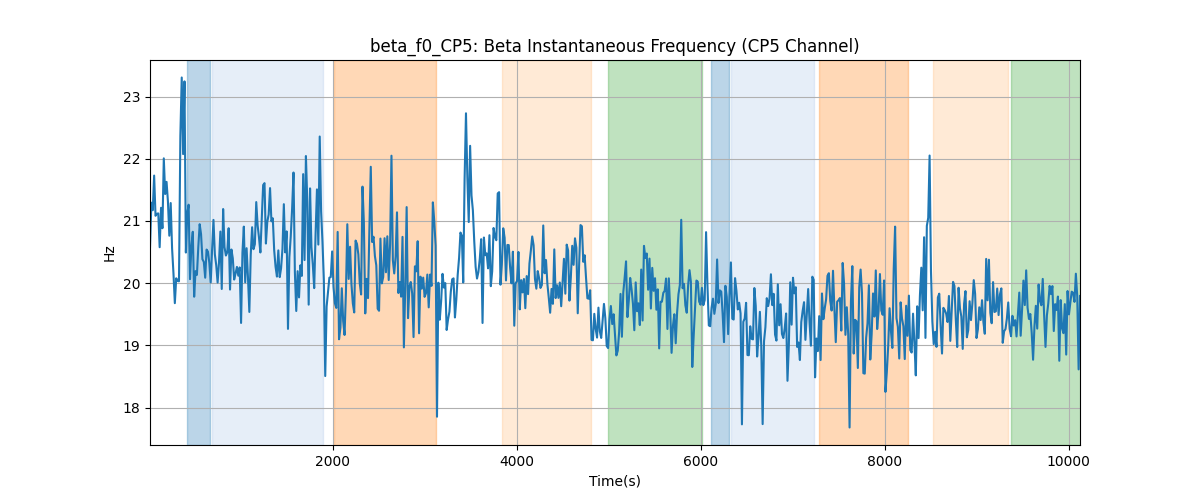 beta_f0_CP5: Beta Instantaneous Frequency (CP5 Channel)
23
22
21
20
19
18
Hz
2000 4000 6000 8000 10000
Time(s)